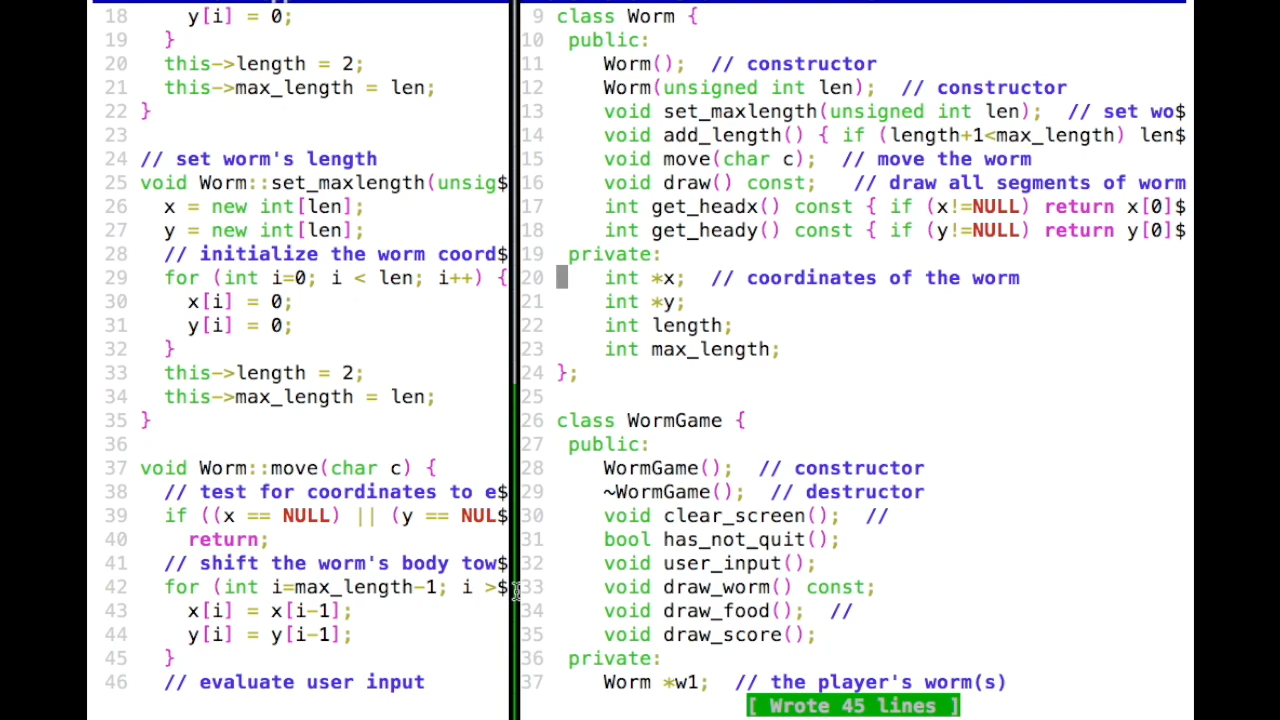 18 y[i] = 0;
19 }
20 this->length = 2;
21 this->max_length = len;
22 }
23
24 // set worm's length
25 void Worm::set_maxlength(unsig$
26 x = new int[len];
27 y = new int[len];
28 // initialize the worm coord$
29 for (int i=0; i < len; i++) {
30 x[i] = 0;
31 y[i] = 0;
32 }
33 this->length = 2;
34 this->max_length = len;
35 }
36
37 void Worm::move(char c) {
38 // test for coordinates to e$
39 if ((x == NULL) || (y == NUL$
40 return;
41 // shift the worm's body tow$
42 for (int i=max_length-1; i >$
43 x[i] = x[i-1];
44 y[i] = y[i-1];
45 }
46 // evaluate user input
9 class Worm {
10 public:
11 Worm(); // constructor
12 Worm(unsigned int len); // constructor
13 void set_maxlength(unsigned int len); // set wo$
14 void add_length() { if (length+1<max_length) len$
15 void move(char c); // move the worm
16 void draw() const; // draw all segments of worm
17 int get_headx() const { if (x!=NULL) return x[0]$
18 int get_heady() const { if (y!=NULL) return y[0]$
19 private:
20 int *x; // coordinates of the worm
21 int *y;
22 int length;
23 int max_length;
24 };
25
26 class WormGame {
27 public:
28 WormGame(); // constructor
29 ~WormGame(); // destructor
30 void clear_screen(); //
31 bool has_not_quit();
32 void user_input();
33 void draw_worm() const;
34 void draw_food(); //
35 void draw_score();
36 private:
37 Worm *w1; // the player's worm(s)
[ Wrote 45 lines ]